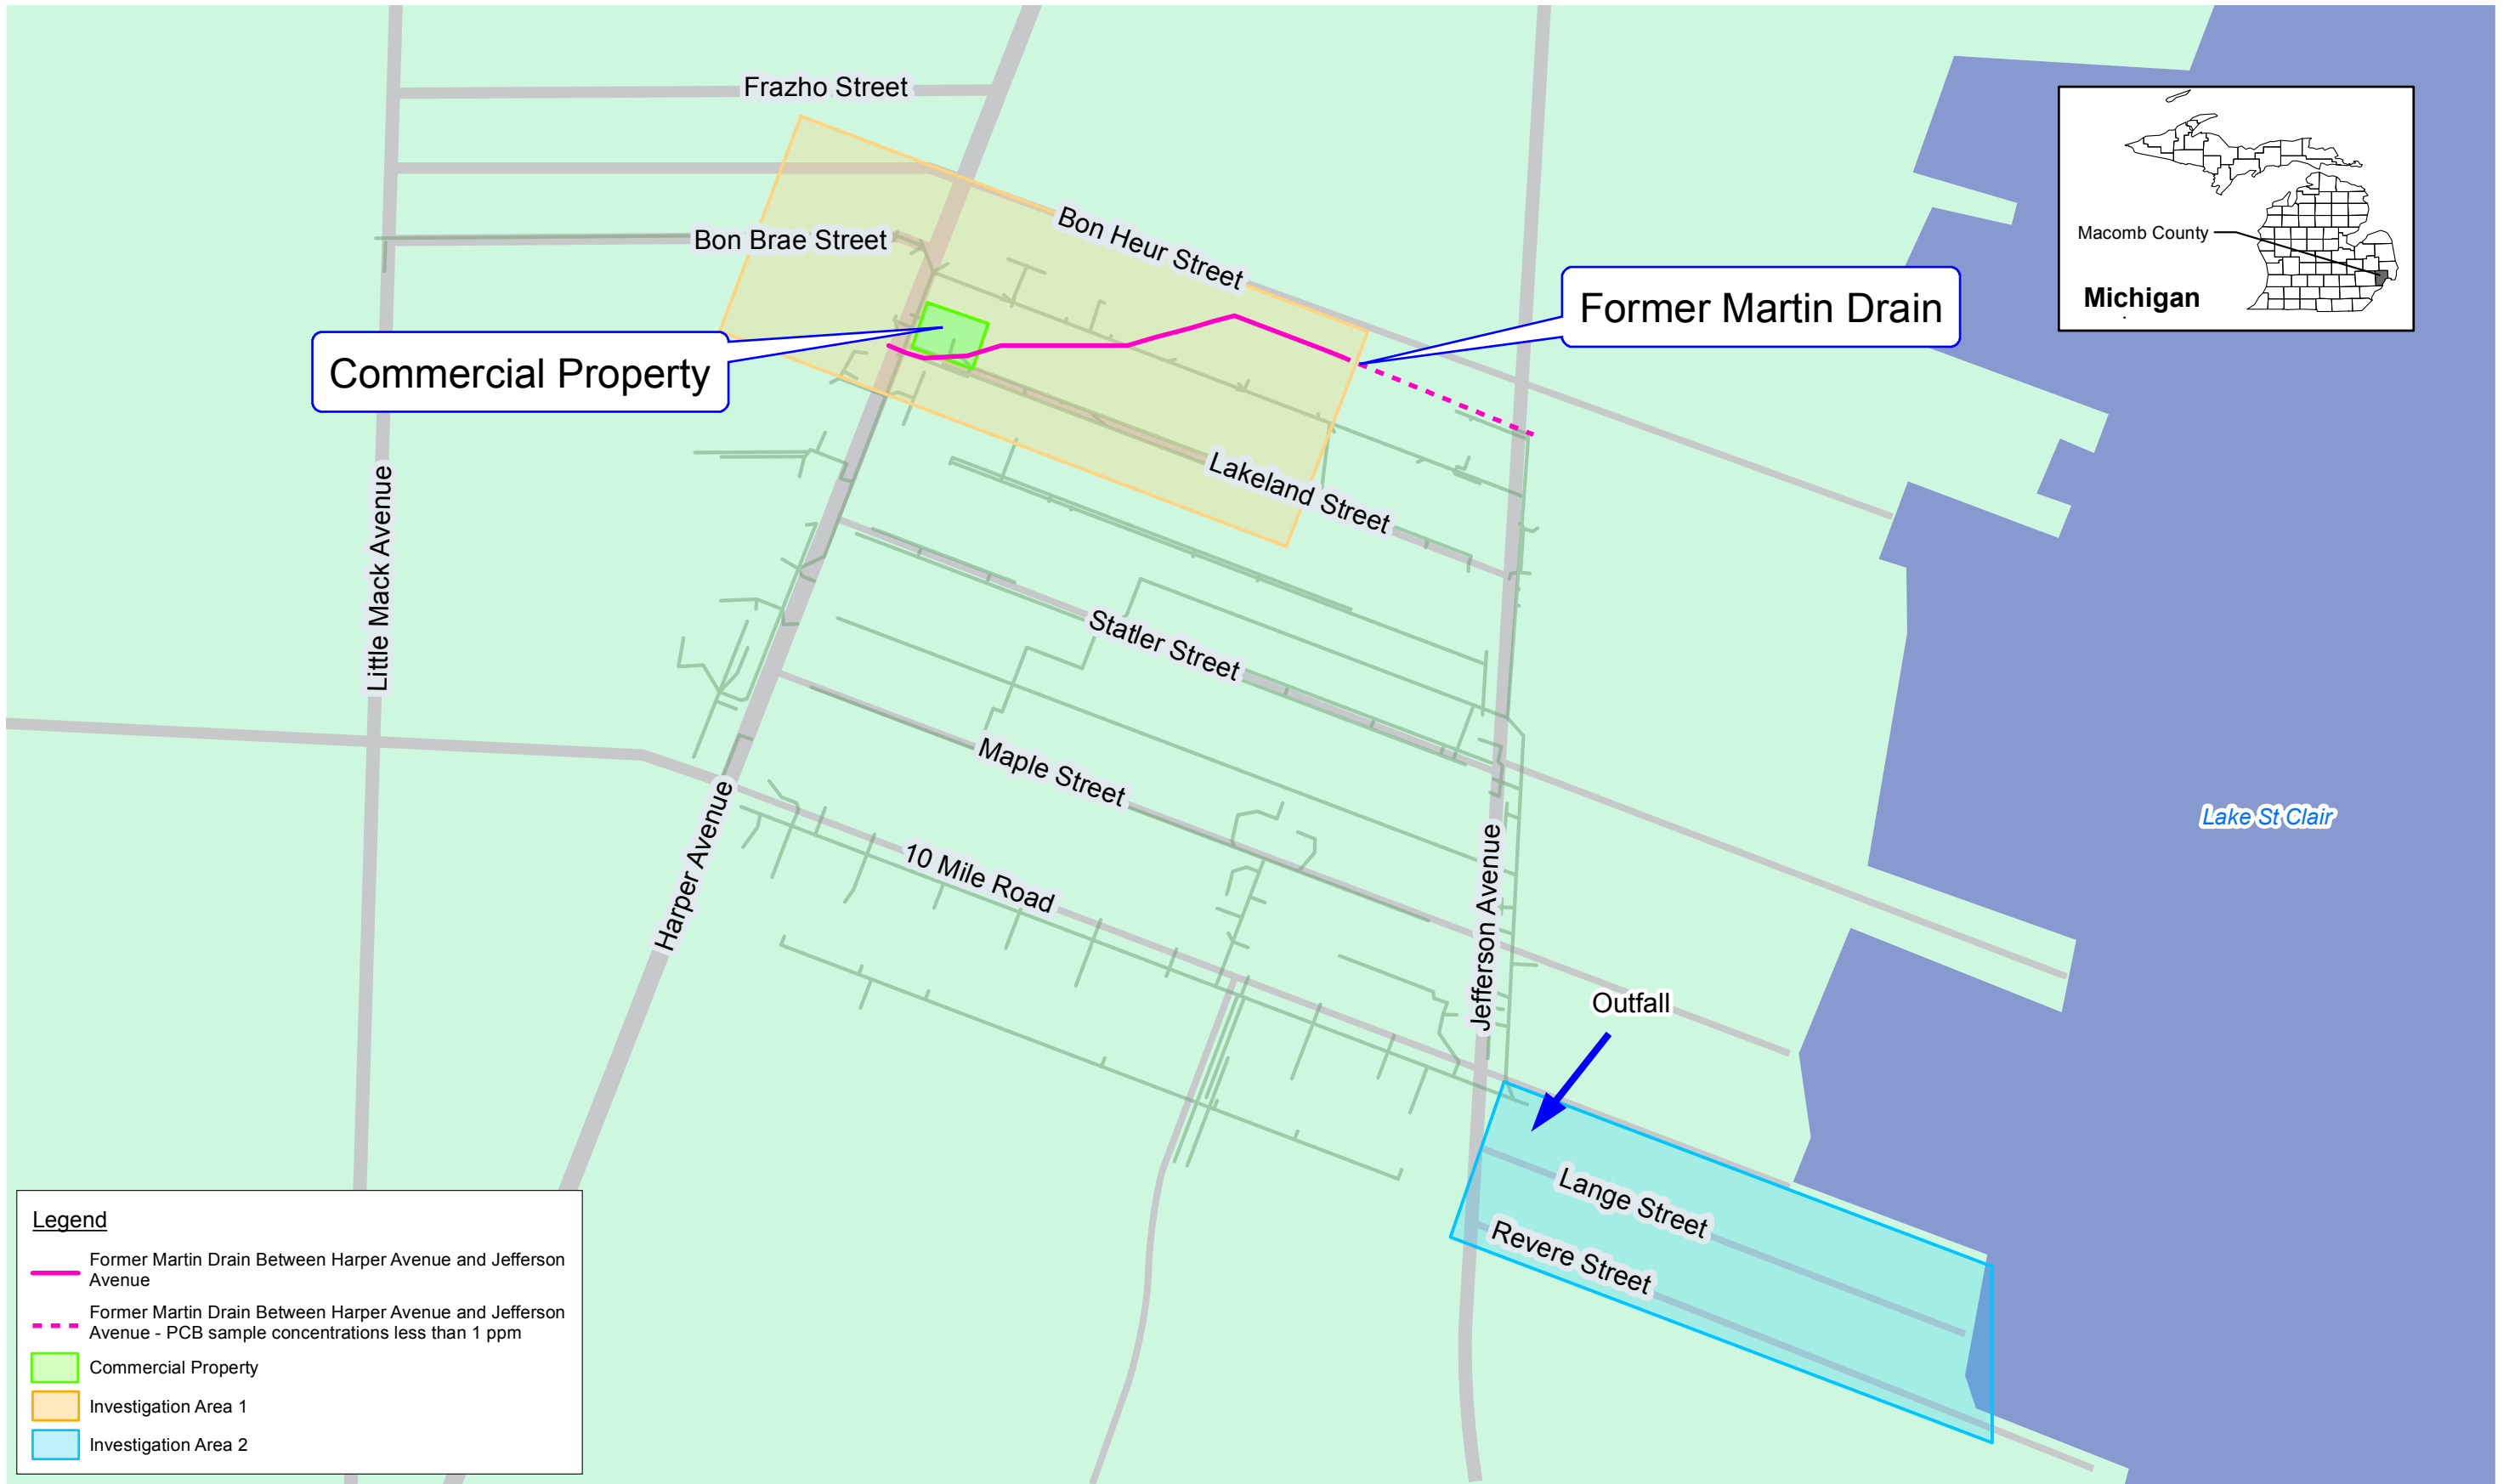 Frazho Street
Bon Brae Street
Bon Heur Street
Macomb County
Michigan
Former Martin Drain
Commercial Property
Lakeland Street
Little Mack Avenue
Statler Street
Maple Street
Harper Avenue
10 Mile Road
Jefferson Avenue
Lake St Clair
Outfall
Lange Street
Revere Street
Legend
Former Martin Drain Between Harper Avenue and Jefferson
Avenue
Former Martin Drain Between Harper Avenue and Jefferson
Avenue - PCB sample concentrations less than 1 ppm
Commercial Property
Investigation Area 1
Investigation Area 2